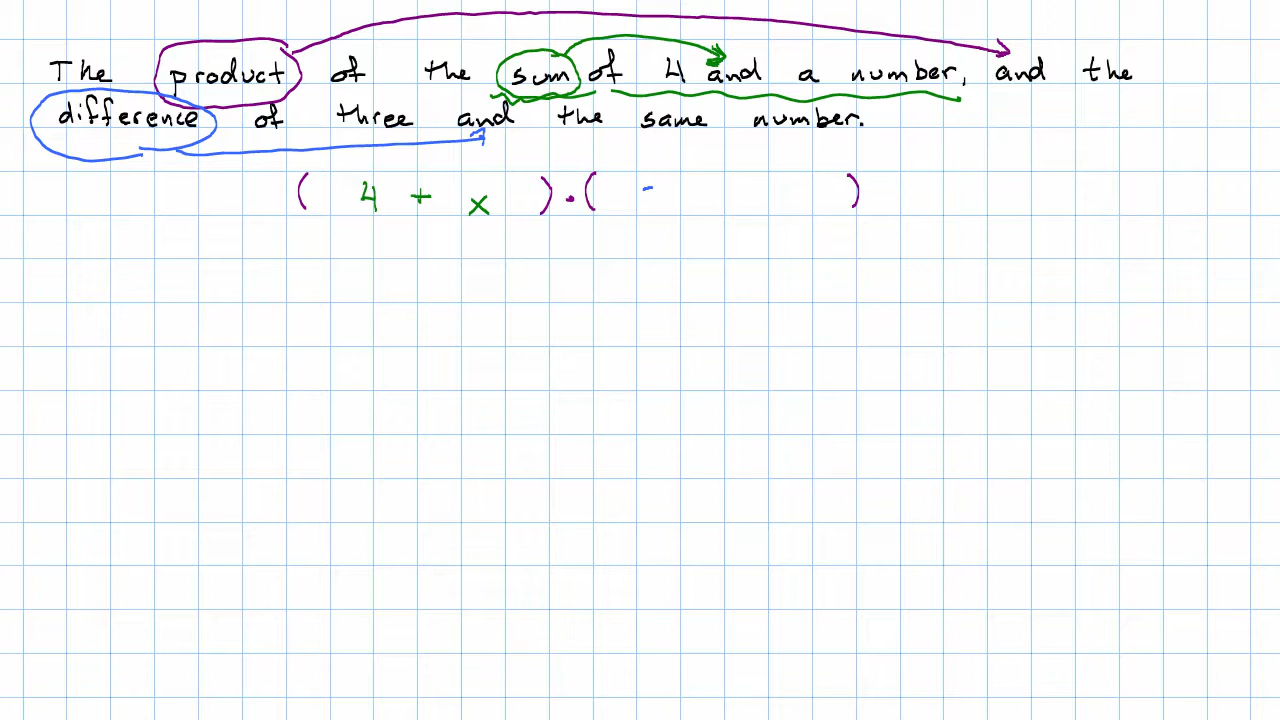 The product of the sum of 4 and a number, and the
difference of three and the same number.
( 4 + x ) · ( )